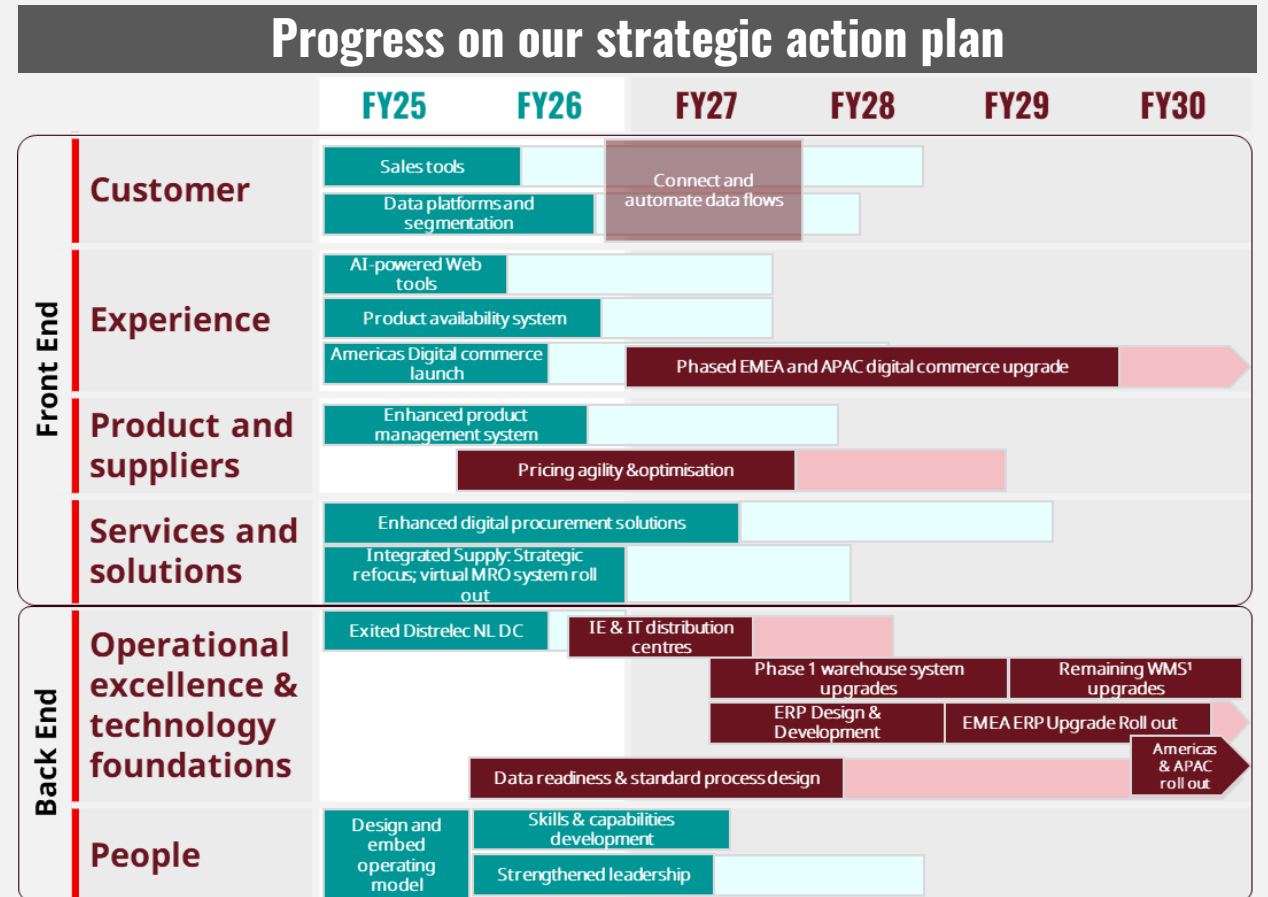 Progress on our strategic action plan
FY25 FY26 FY27 FY28 FY29 FY30
Front End
Customer
Sales tools
Data platforms and
segmentation
Connect and
automate data flows
Experience
AI-powered Web
tools
Product availability system
Americas Digital commerce
launch
Phased EMEA and APAC digital commerce upgrade
Product and
suppliers
Enhanced product
management system
Pricing agility &optimisation
Services and
solutions
Enhanced digital procurement solutions
Integrated Supply: Strategic
refocus; virtual MRO system roll
out
Back End
Operational
excellence &
technology
foundations
Exited Distrelec NL DC
IE & IT distribution
centres
Phase 1 warehouse system
upgrades
Remaining WMS¹
upgrades
ERP Design &
Development
EMEA ERP Upgrade Roll out
Americas
& APAC
roll out
Data readiness & standard process design
People
Design and
embed
operating
model
Skills & capabilities
development
Strengthened leadership